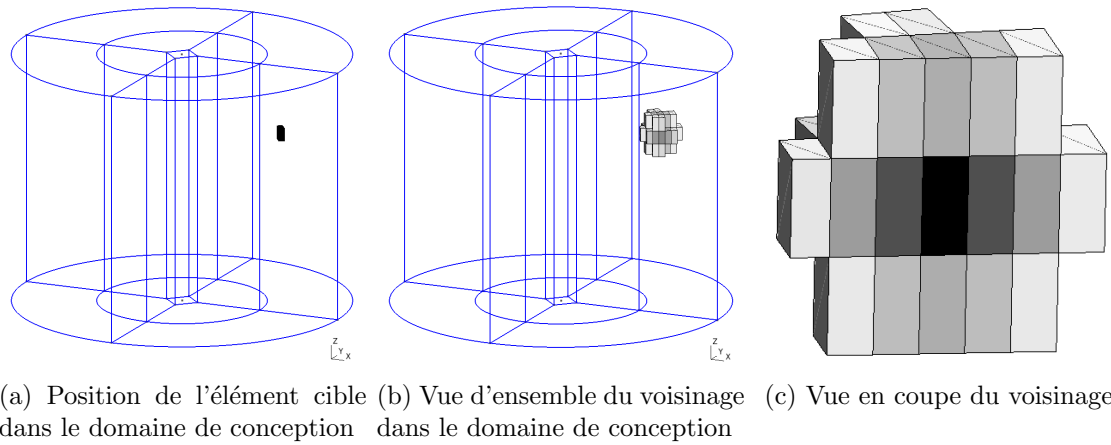 Z
Y
X
Z
Y
X
(a) Position de l'élément cible
dans le domaine de conception
(b) Vue d'ensemble du voisinage
dans le domaine de conception
(c) Vue en coupe du voisinage